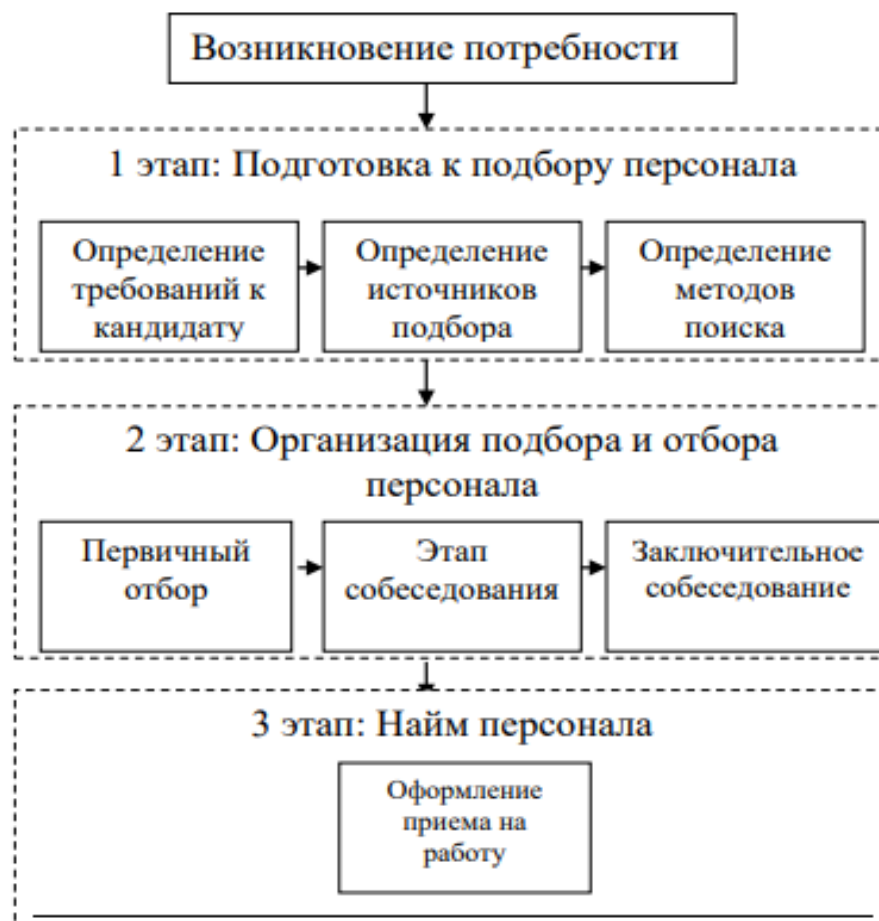 Возникновение потребности
1 этап: Подготовка к подбору персонала
Определение
требований к
кандидату
Определение
источников
подбора
Определение
методов
поиска
2 этап: Организация подбора и отбора
персонала
Первичный
отбор
Этап
собеседования
Заключительное
собеседование
3 этап: Найм персонала
Оформление
приема на
работу